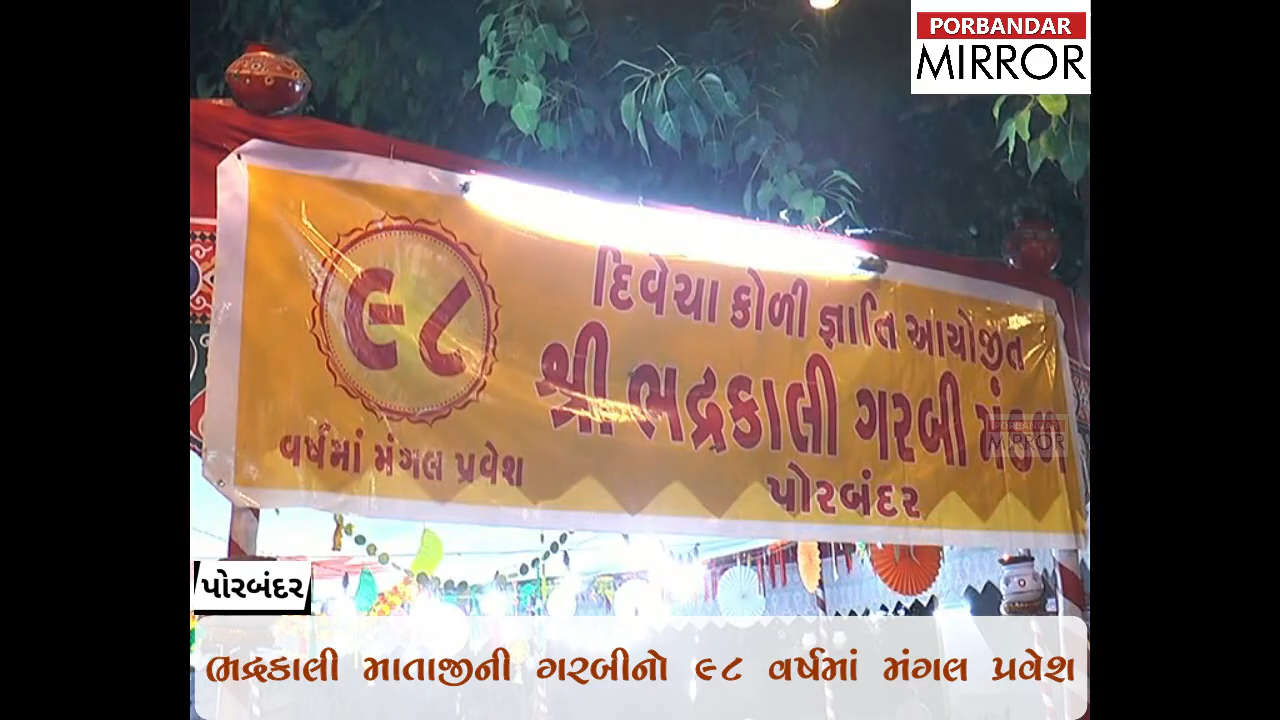 PORBANDAR
MIRROR
૯૮
વર્ષમાં મંગલ પ્રવેશ
દિવેચા કોળી જ્ઞાતિ આયોજીત
શ્રી ભદ્રકાલી ગરબી મંડળ
PORBANDAR
MIRROR
પોરબંદર
પોરબંદર
ભદ્રકાલી માતાજીની ગરબીનો ૯૮ વર્ષમાં મંગલ પ્રવેશ